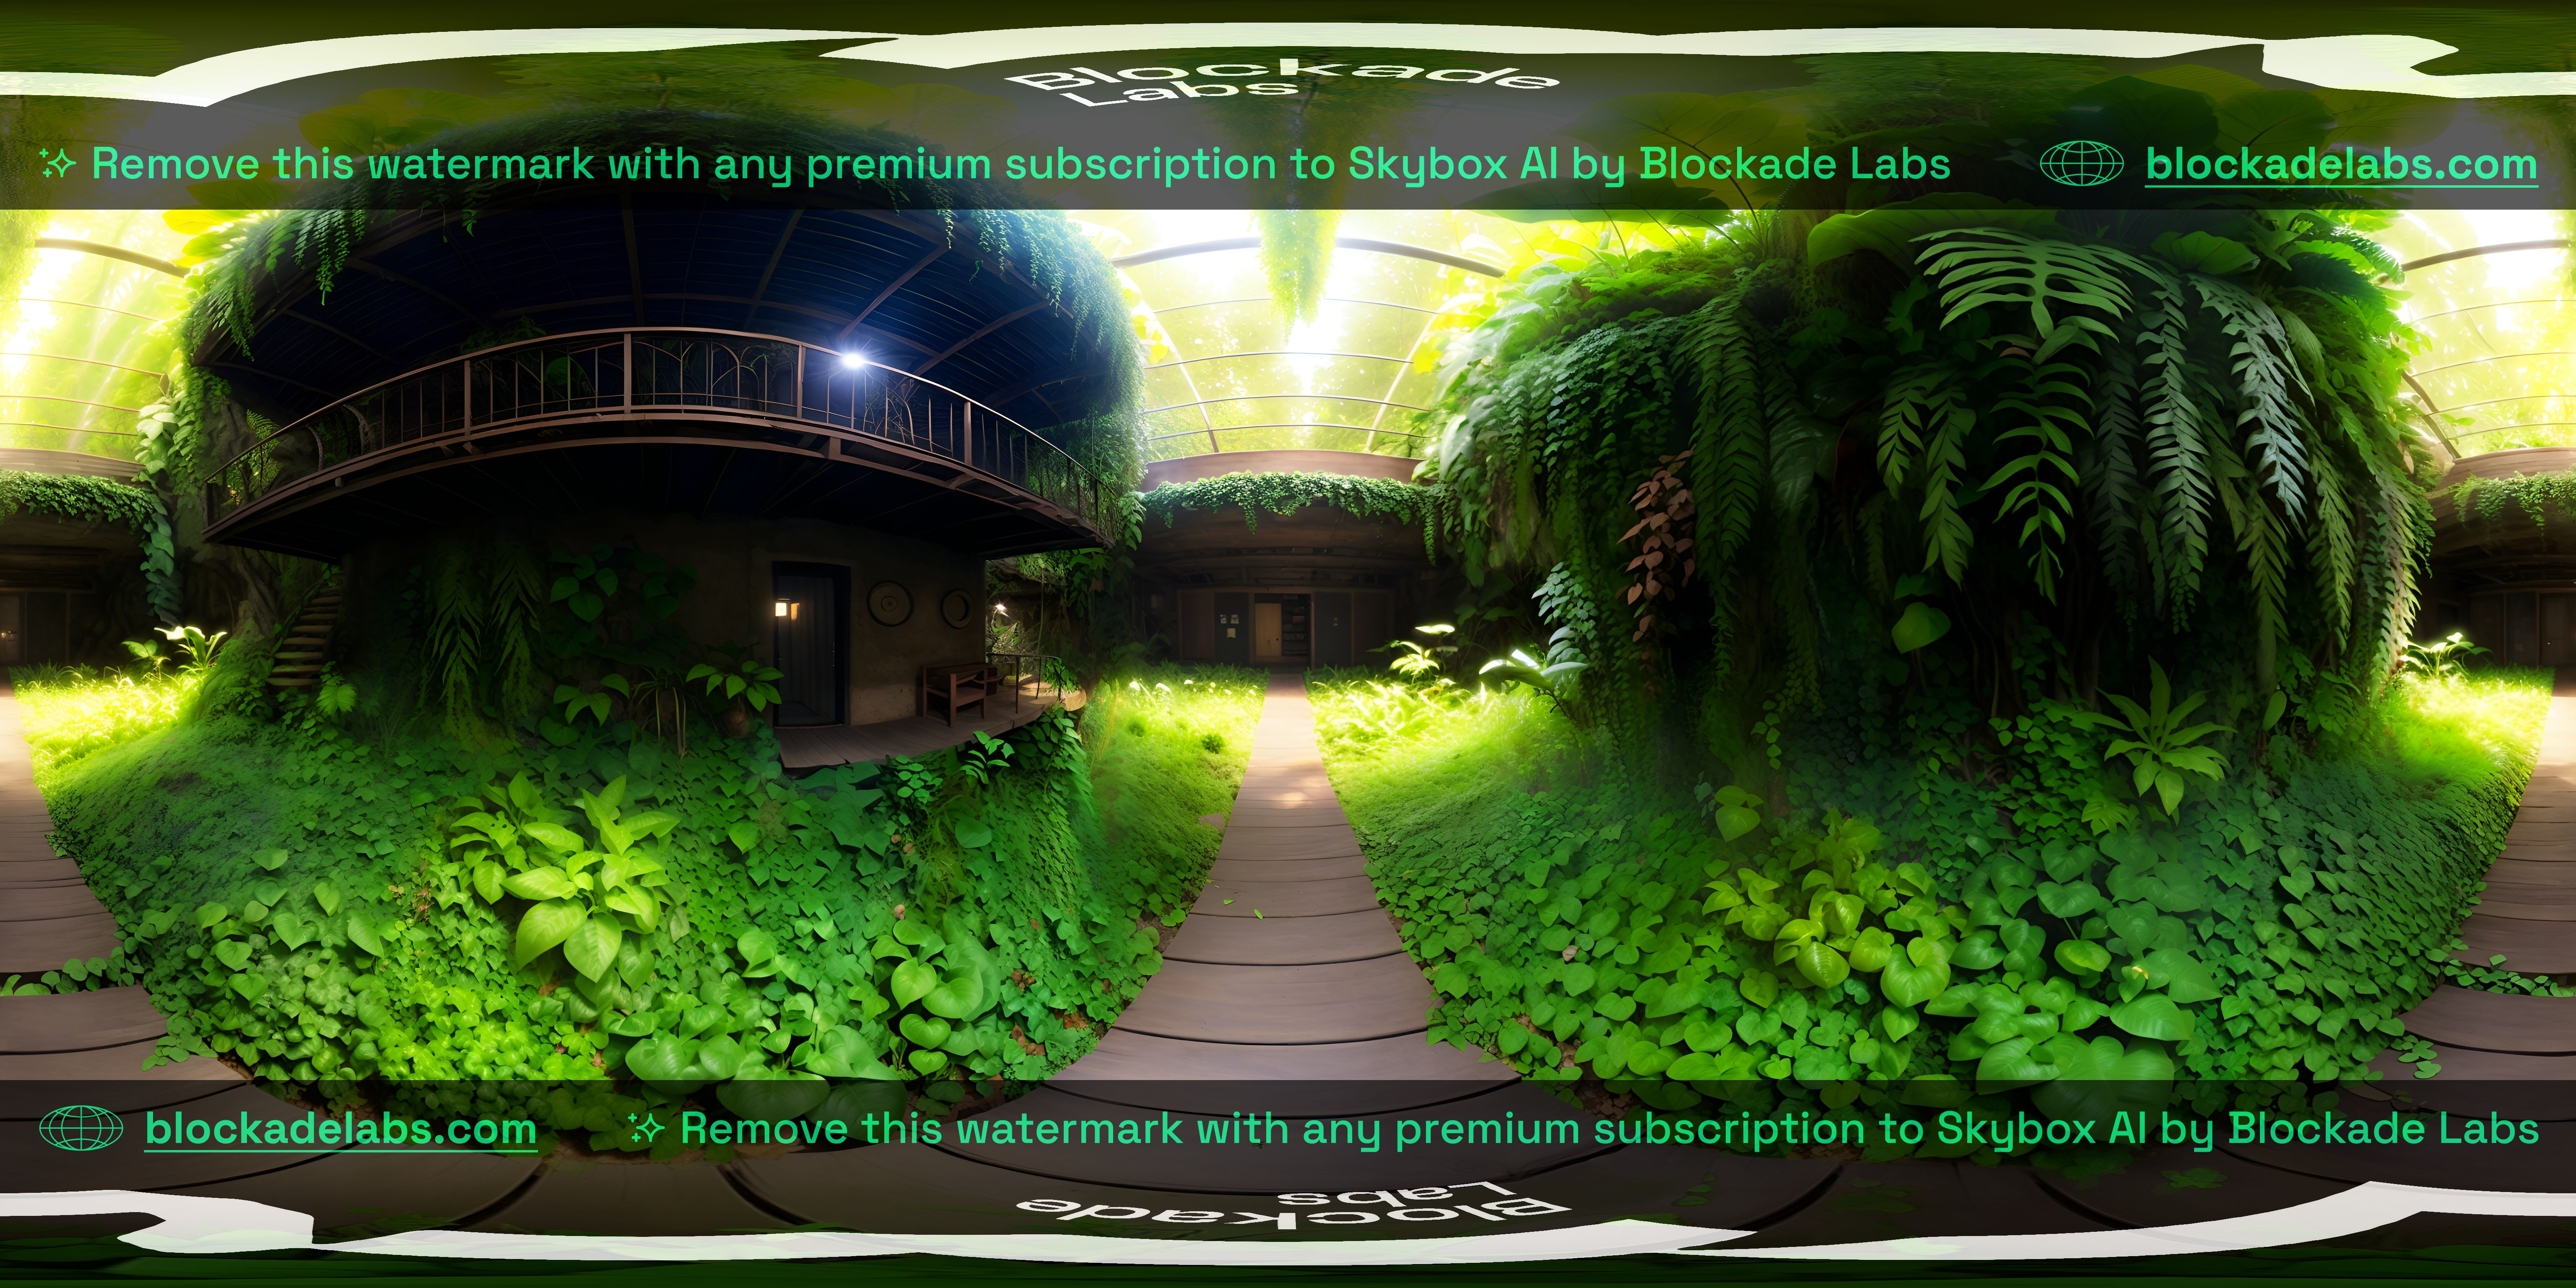 Blockade
Labs
Remove this watermark with any premium subscription to Skybox AI by Blockade Labs
blockadelabs.com
blockadelabs.com
Remove this watermark with any premium subscription to Skybox AI by Blockade Labs
Blockade
Labs